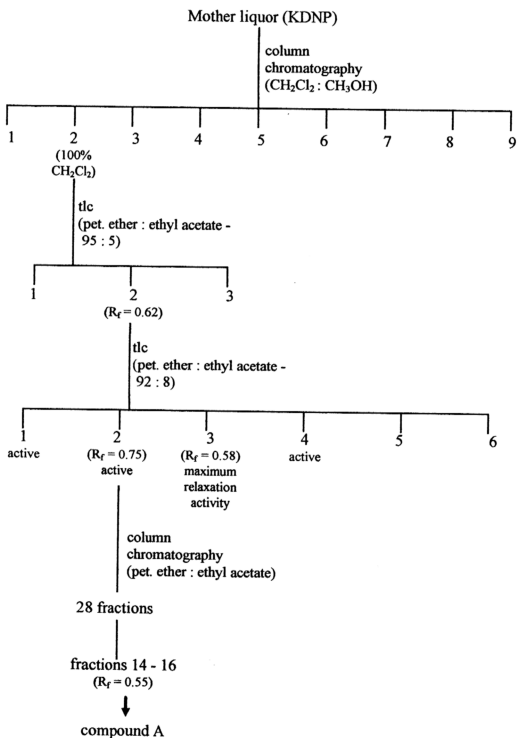 Mother liquor (KDNP)
column
chromatography
(CH₂Cl₂ : CH₃OH)
1 2 3 4 5 6 7 8 9
(100%
CH₂Cl₂)
tlc
(pet. ether : ethyl acetate -
95 : 5)
1 2 3
(Rf = 0.62)
tlc
(pet. ether : ethyl acetate -
92 : 8)
1 2 3 4 5 6
active (Rf = 0.75) (Rf = 0.58) active
active maximum
relaxation
activity
column
chromatography
(pet. ether : ethyl acetate)
28 fractions
fractions 14 - 16
(Rf = 0.55)
compound A